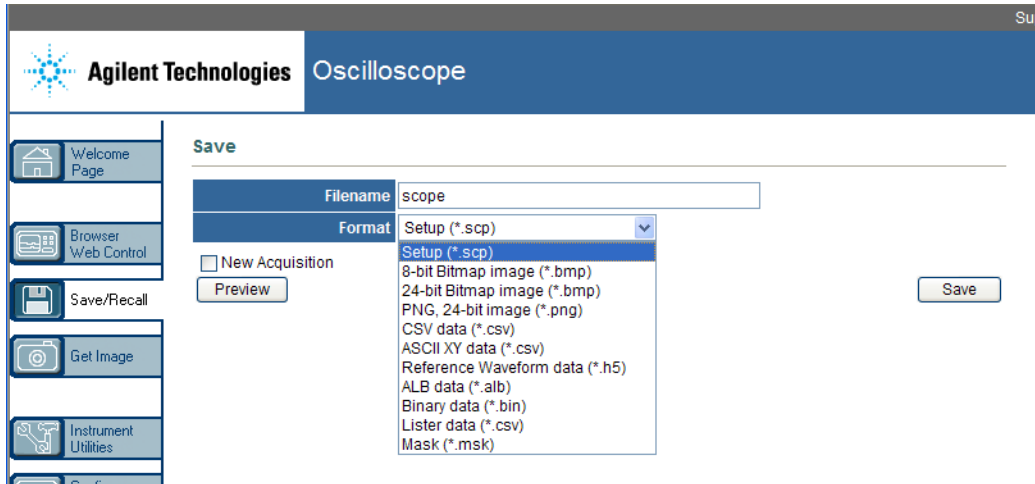 Su
Agilent Technologies
Oscilloscope
Welcome
Page
Browser
Web Control
Save/Recall
Get Image
Instrument
Utilities
Save
Filename scope
Format Setup (*.scp)
Setup (*.scp)
8-bit Bitmap image (*.bmp)
24-bit Bitmap image (*.bmp)
PNG, 24-bit image (*.png)
CSV data (*.csv)
ASCII XY data (*.csv)
Reference Waveform data (*.h5)
ALB data (*.alb)
Binary data (*.bin)
Lister data (*.csv)
Mask (*.msk)
New Acquisition
Preview
Save